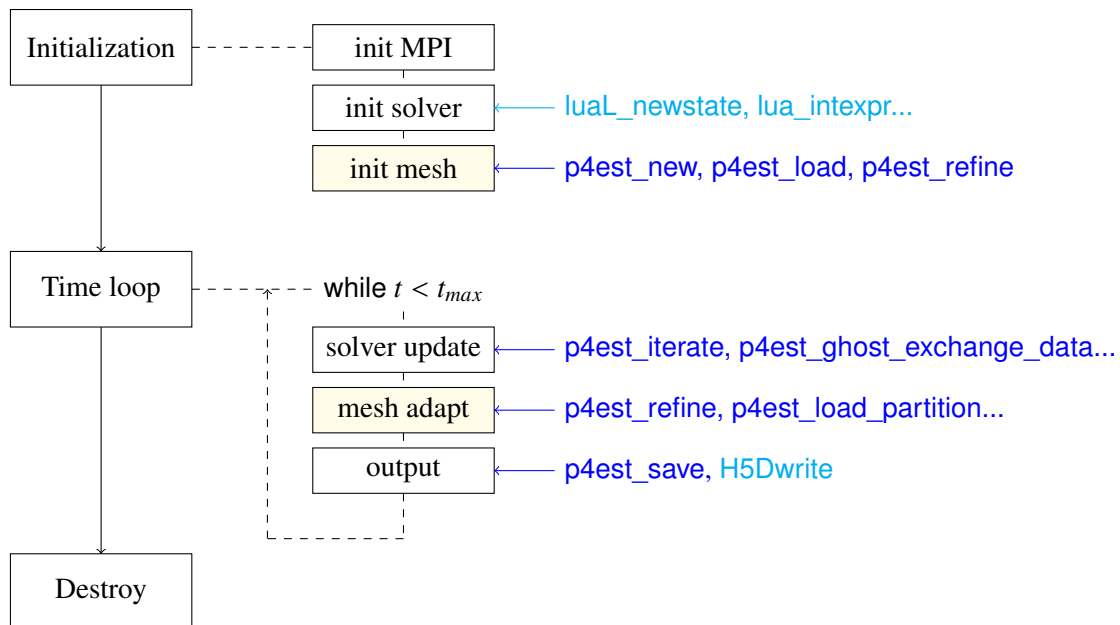 Initialization
init MPI
init solver
luaL_newstate, lua_intexpr...
init mesh
p4est_new, p4est_load, p4est_refine
Time loop
while t < t_max
solver update
p4est_iterate, p4est_ghost_exchange_data...
mesh adapt
p4est_refine, p4est_load_partition...
output
p4est_save, H5Dwrite
Destroy